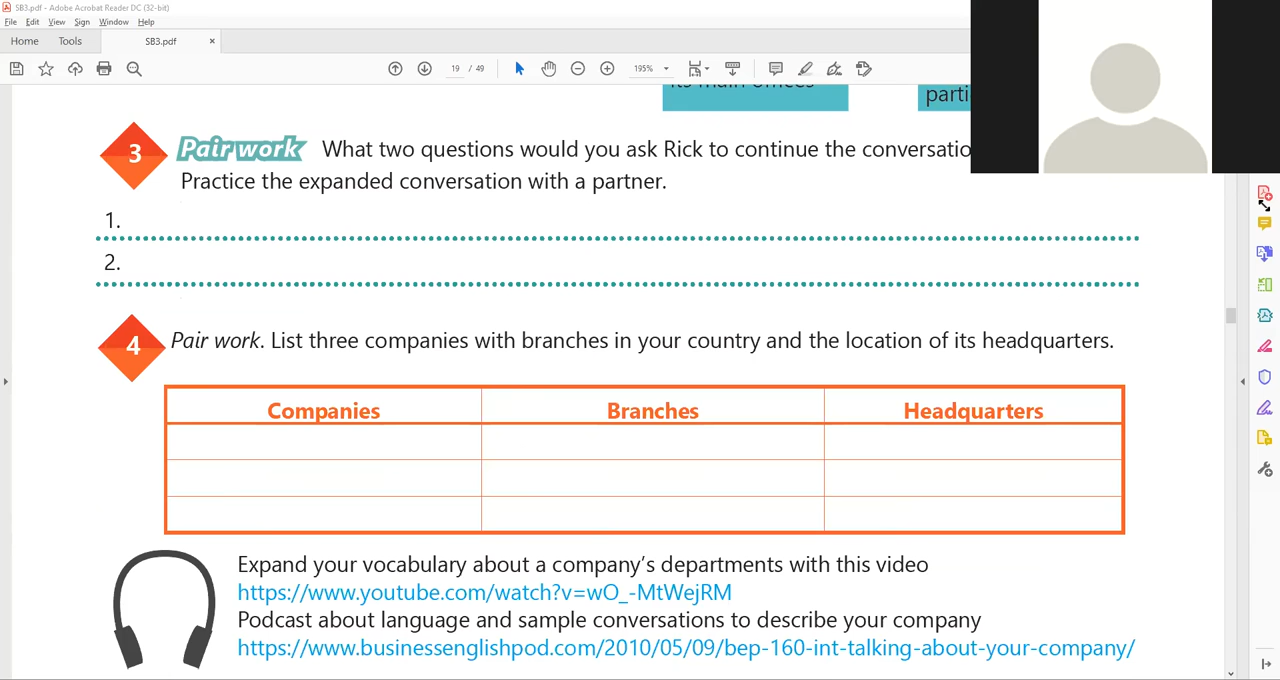 SB3.pdf - Adobe Acrobat Reader DC (32-bit)
File Edit View Sign Window Help
Home Tools SB3.pdf ×
19 / 49 195%
its main offices
parti
3 Pair work What two questions would you ask Rick to continue the conversatio
Practice the expanded conversation with a partner.
1.
2.
4 Pair work. List three companies with branches in your country and the location of its headquarters.
Companies Branches Headquarters
Expand your vocabulary about a company's departments with this video
https://www.youtube.com/watch?v=wO_-MtWejRM
Podcast about language and sample conversations to describe your company
https://www.businessenglishpod.com/2010/05/09/bep-160-int-talking-about-your-company/